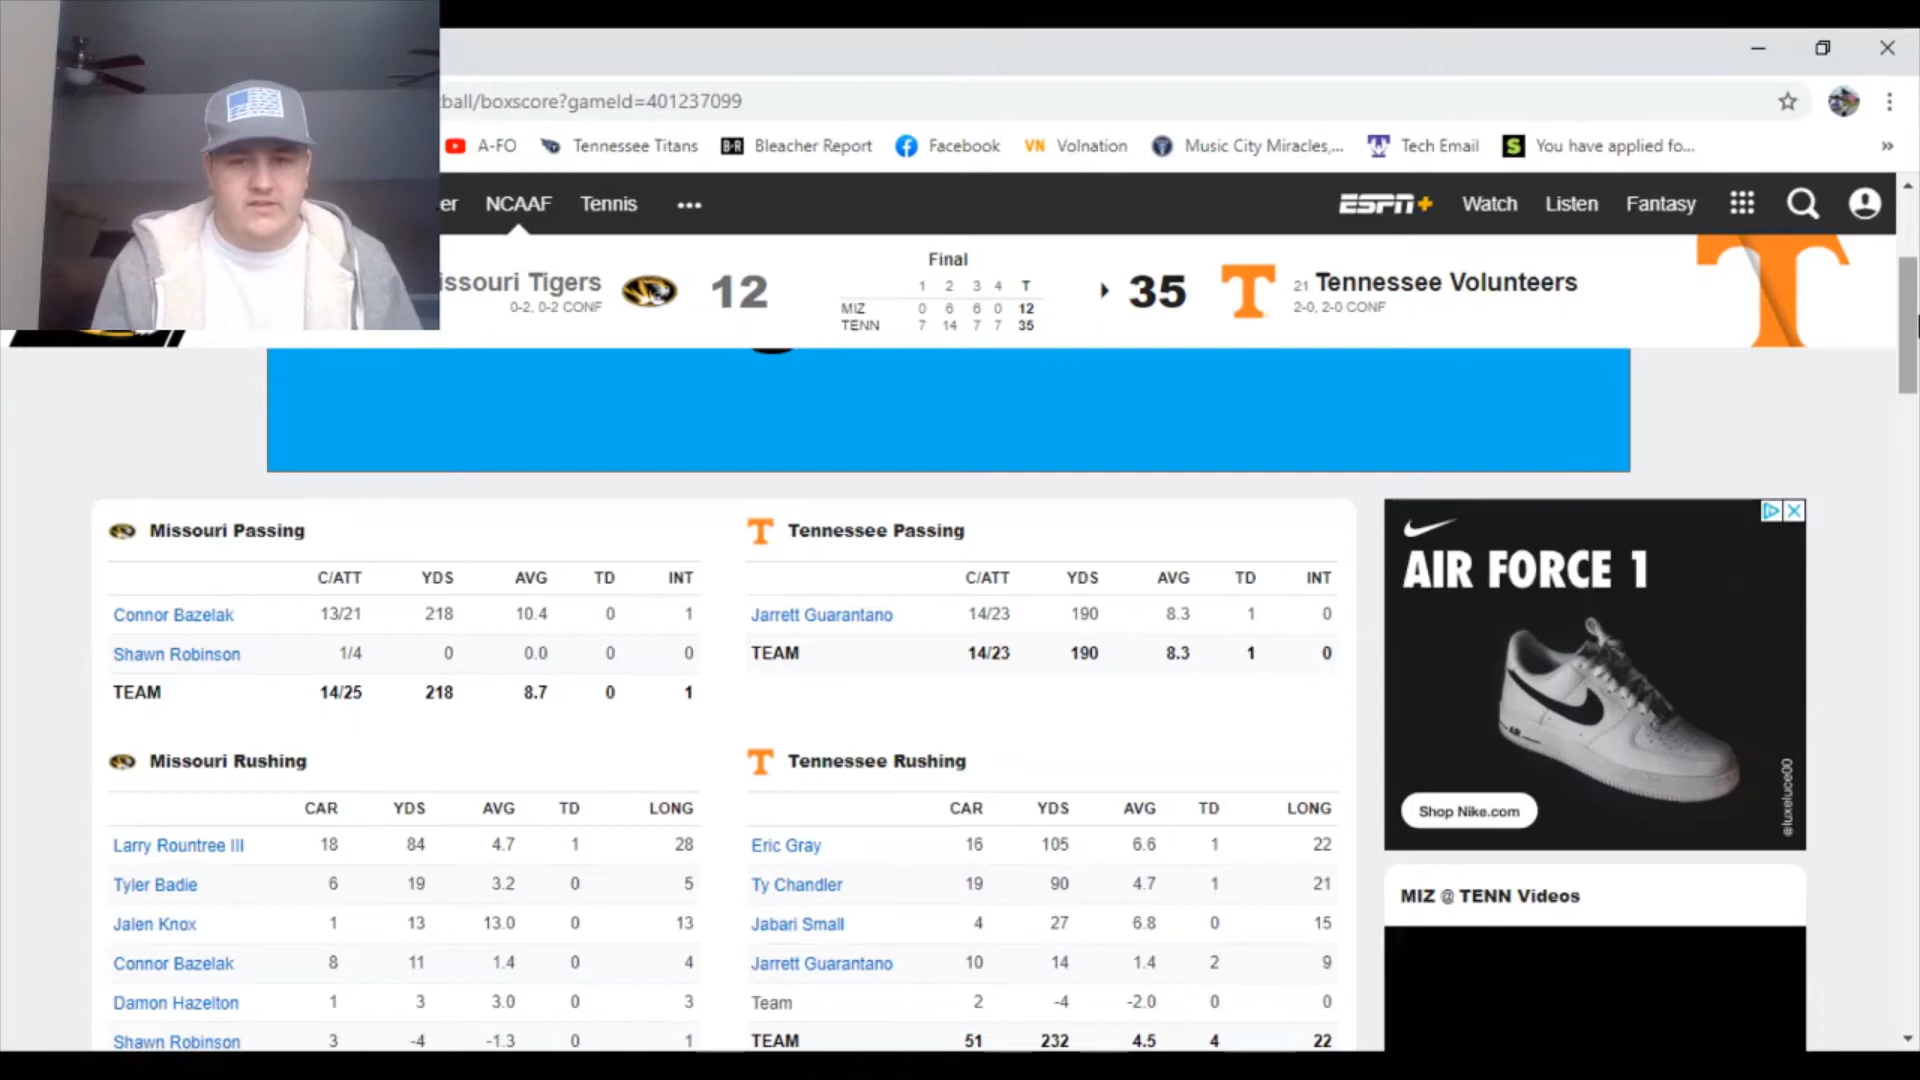 ball/boxscore?gameId=401237099
A-FO Tennessee Titans B/R Bleacher Report Facebook VN Volnation Music City Miracles,... Tech Email You have applied fo... »
er NCAAF Tennis ••• ESPN+ Watch Listen Fantasy
issouri Tigers 12
0-2, 0-2 CONF
Final
1 2 3 4 T
MIZ 0 6 6 0 12
TENN 7 14 7 7 35
35 21 Tennessee Volunteers
2-0, 2-0 CONF
Missouri Passing
C/ATT YDS AVG TD INT
Connor Bazelak 13/21 218 10.4 0 1
Shawn Robinson 1/4 0 0.0 0 0
TEAM 14/25 218 8.7 0 1
Tennessee Passing
C/ATT YDS AVG TD INT
Jarrett Guarantano 14/23 190 8.3 1 0
TEAM 14/23 190 8.3 1 0
Missouri Rushing
CAR YDS AVG TD LONG
Larry Rountree III 18 84 4.7 1 28
Tyler Badie 6 19 3.2 0 5
Jalen Knox 1 13 13.0 0 13
Connor Bazelak 8 11 1.4 0 4
Damon Hazelton 1 3 3.0 0 3
Shawn Robinson 3 -4 -1.3 0 1
Tennessee Rushing
CAR YDS AVG TD LONG
Eric Gray 16 105 6.6 1 22
Ty Chandler 19 90 4.7 1 21
Jabari Small 4 27 6.8 0 15
Jarrett Guarantano 10 14 1.4 2 9
Team 2 -4 -2.0 0 0
TEAM 51 232 4.5 4 22
AIR FORCE 1
Shop Nike.com
@luxeluce00
MIZ @ TENN Videos